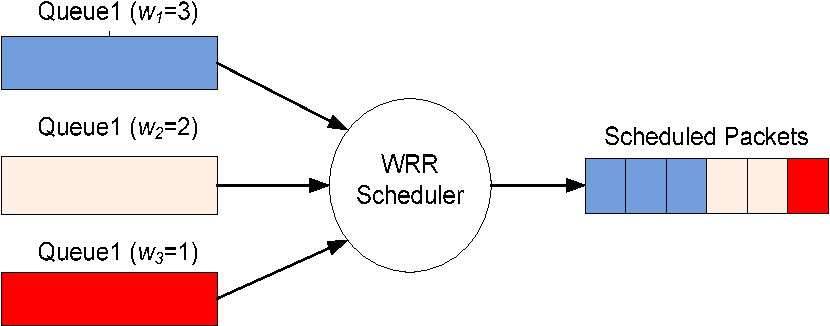 Queue1 (w1=3)
Queue1 (w2=2)
Queue1 (w3=1)
WRR
Scheduler
Scheduled Packets